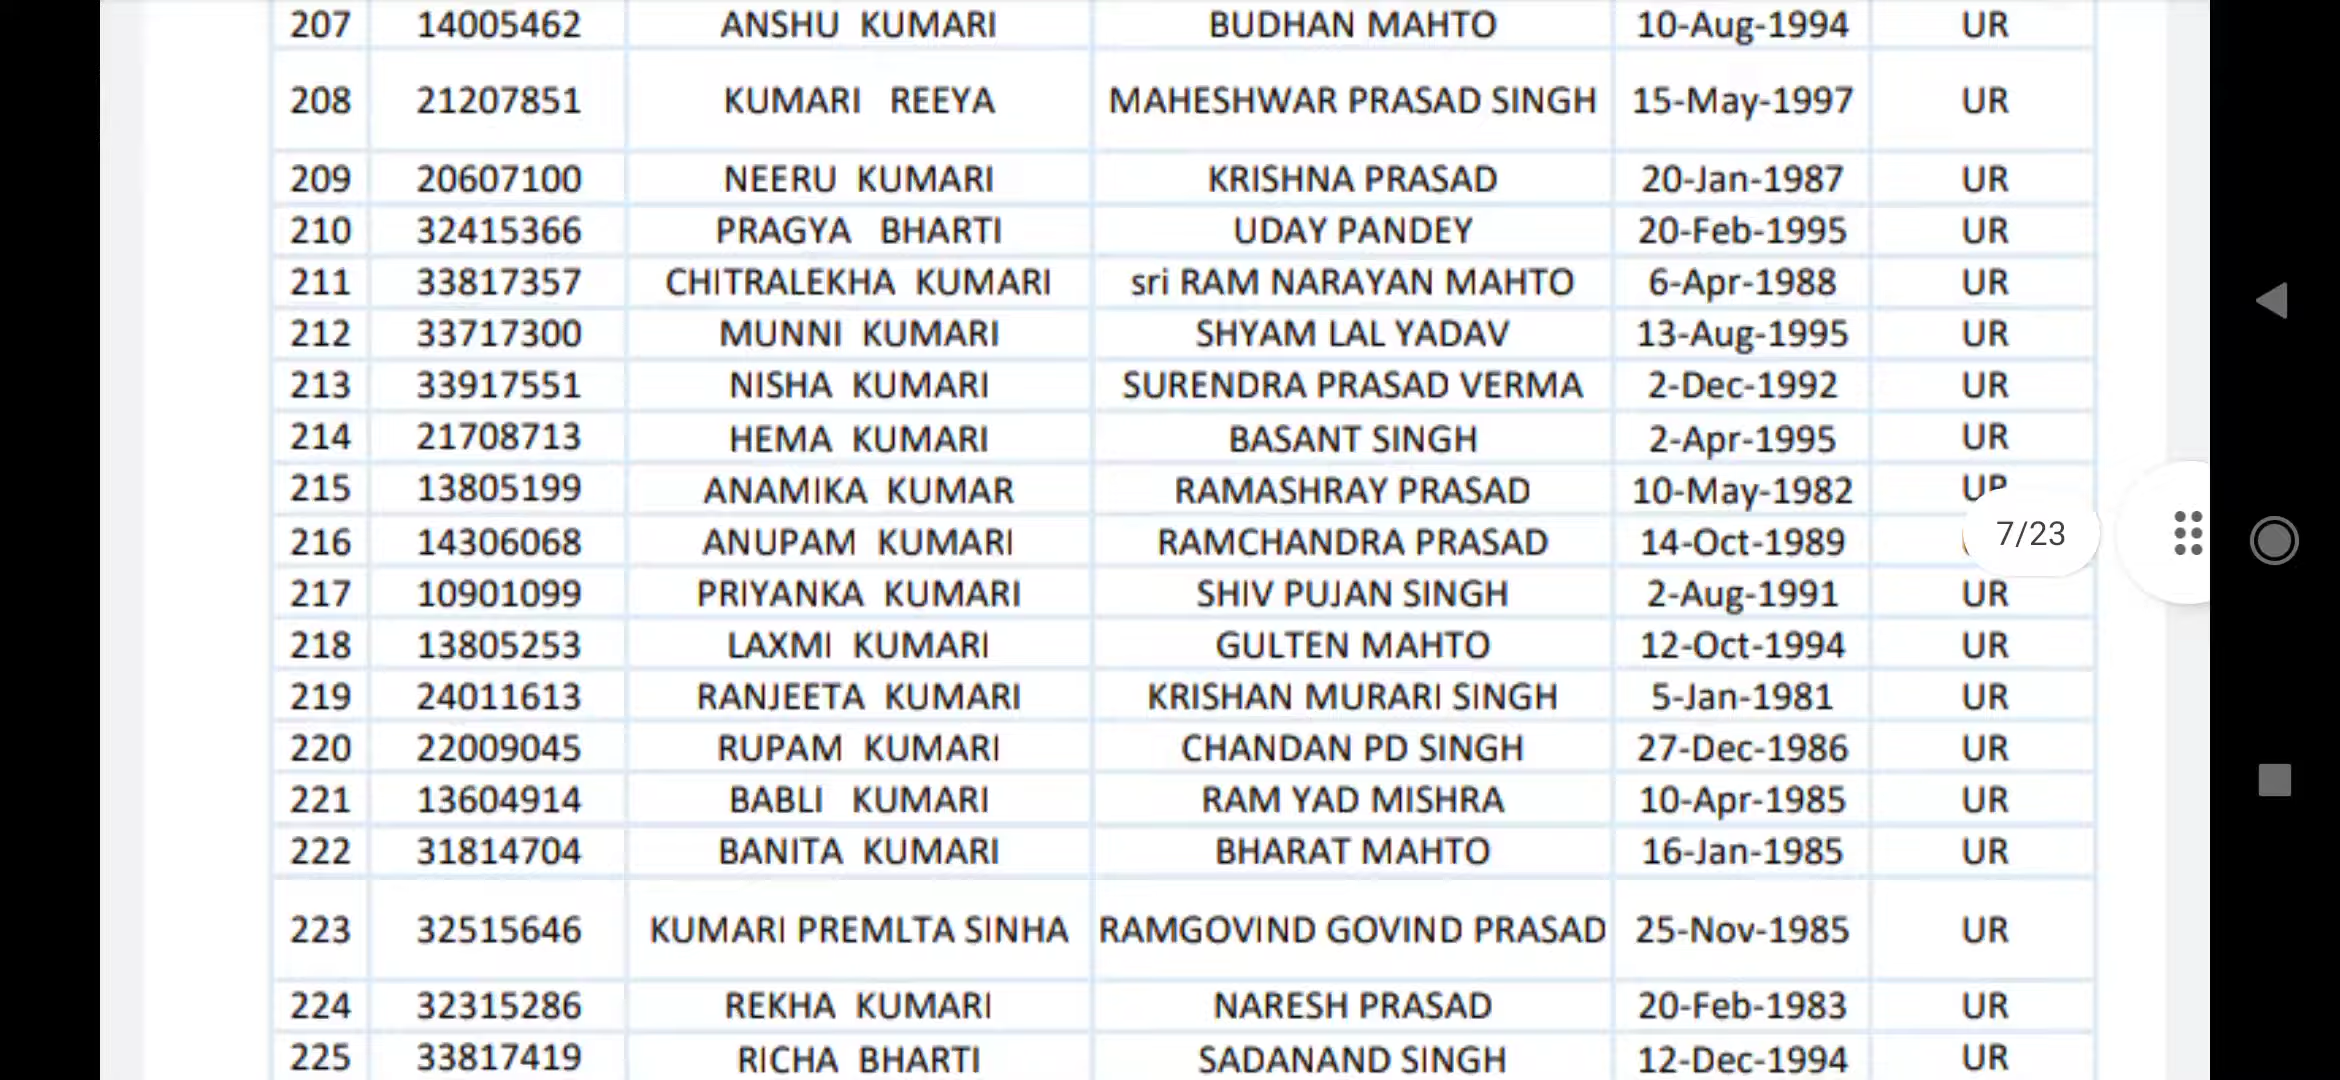 207 14005462 ANSHU KUMARI BUDHAN MAHTO 10-Aug-1994 UR
208 21207851 KUMARI REEYA MAHESHWAR PRASAD SINGH 15-May-1997 UR
209 20607100 NEERU KUMARI KRISHNA PRASAD 20-Jan-1987 UR
210 32415366 PRAGYA BHARTI UDAY PANDEY 20-Feb-1995 UR
211 33817357 CHITRALEKHA KUMARI sri RAM NARAYAN MAHTO 6-Apr-1988 UR
212 33717300 MUNNI KUMARI SHYAM LAL YADAV 13-Aug-1995 UR
213 33917551 NISHA KUMARI SURENDRA PRASAD VERMA 2-Dec-1992 UR
214 21708713 HEMA KUMARI BASANT SINGH 2-Apr-1995 UR
215 13805199 ANAMIKA KUMAR RAMASHRAY PRASAD 10-May-1982 UR
216 14306068 ANUPAM KUMARI RAMCHANDRA PRASAD 14-Oct-1989
7/23
217 10901099 PRIYANKA KUMARI SHIV PUJAN SINGH 2-Aug-1991 UR
218 13805253 LAXMI KUMARI GULTEN MAHTO 12-Oct-1994 UR
219 24011613 RANJEETA KUMARI KRISHAN MURARI SINGH 5-Jan-1981 UR
220 22009045 RUPAM KUMARI CHANDAN PD SINGH 27-Dec-1986 UR
221 13604914 BABLI KUMARI RAM YAD MISHRA 10-Apr-1985 UR
222 31814704 BANITA KUMARI BHARAT MAHTO 16-Jan-1985 UR
223 32515646 KUMARI PREMLTA SINHA RAMGOVIND GOVIND PRASAD 25-Nov-1985 UR
224 32315286 REKHA KUMARI NARESH PRASAD 20-Feb-1983 UR
225 33817419 RICHA BHARTI SADANAND SINGH 12-Dec-1994 UR